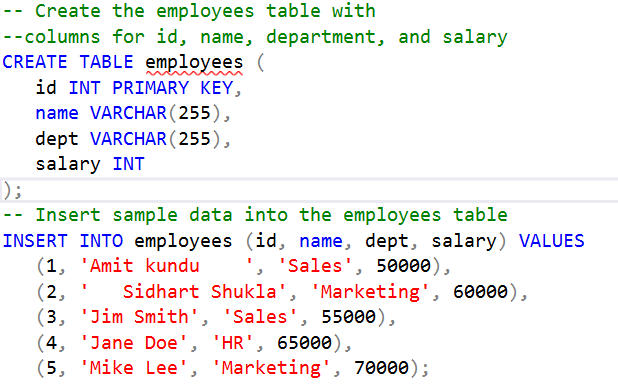 -- Create the employees table with
--columns for id, name, department, and salary
CREATE TABLE employees (
   id INT PRIMARY KEY,
   name VARCHAR(255),
   dept VARCHAR(255),
   salary INT
);
-- Insert sample data into the employees table
INSERT INTO employees (id, name, dept, salary) VALUES
   (1, 'Amit kundu    ', 'Sales', 50000),
   (2, '   Sidhart Shukla', 'Marketing', 60000),
   (3, 'Jim Smith', 'Sales', 55000),
   (4, 'Jane Doe', 'HR', 65000),
   (5, 'Mike Lee', 'Marketing', 70000);